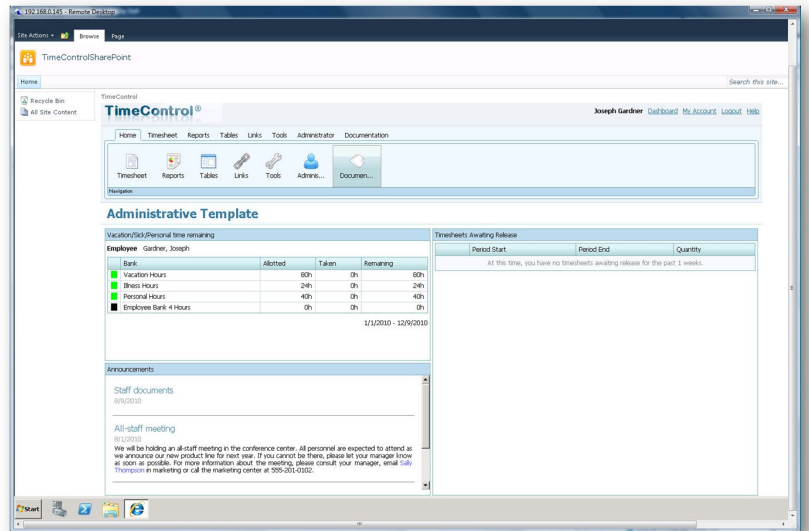 192.168.0.145 - Remote Desktop
Site Actions
Browse
Page
TimeControlSharePoint
Home
Search this site...
Recycle Bin
All Site Content
TimeControl
TimeControl®
Joseph Gardner Dashboard My Account Logout Help
Home Timesheet Reports Tables Links Tools Administrator Documentation
Timesheet Reports Tables Links Tools Adminis... Documen...
Navigation
Administrative Template
Vacation/Sick/Personal time remaining
Employee Gardner, Joseph
Bank Allotted Taken Remaining
Vacation Hours 80h 0h 80h
Illness Hours 24h 0h 24h
Personal Hours 40h 0h 40h
Employee Bank 4 Hours 0h 0h 0h
1/1/2010 - 12/9/2010
Timesheets Awaiting Release
Period Start Period End Quantity
At this time, you have no timesheets awaiting release for the past 1 weeks.
Announcements
Staff documents
8/9/2010
All-staff meeting
8/1/2010
We will be holding an all-staff meeting in the conference center. All personnel are expected to attend as
we announce our new product line for next year. If you cannot be there, please let your manager know
as soon as possible. For more information about the meeting, please consult your manager, email Sally
Thompson in marketing or call the marketing center at 555-201-0102.
Start